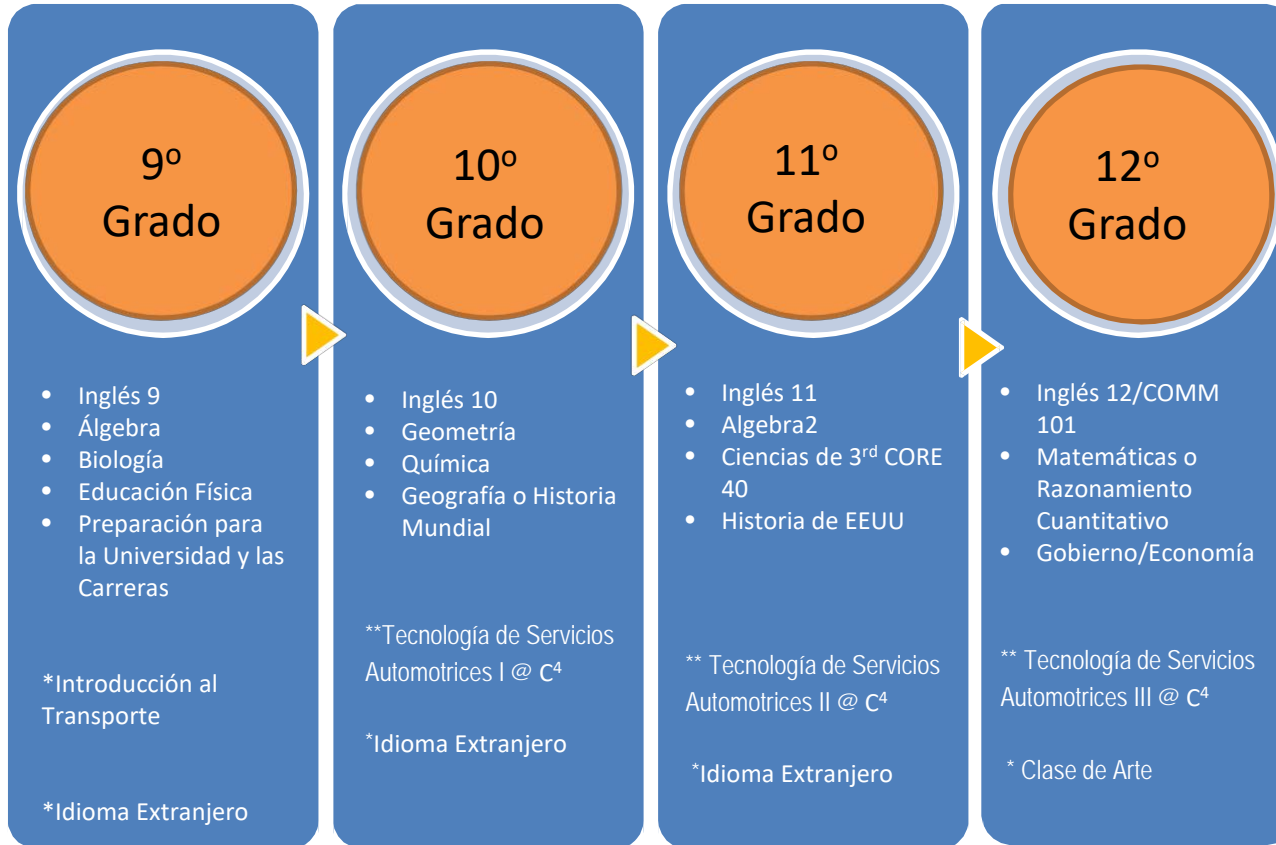 9º
Grado
• Inglés 9
• Álgebra
• Biología
• Educación Física
• Preparación para
la Universidad y las
Carreras
*Introducción al
Transporte
*Idioma Extranjero
10º
Grado
• Inglés 10
• Geometría
• Química
• Geografía o Historia
Mundial
**Tecnología de Servicios
Automotrices I @ C⁴
*Idioma Extranjero
11º
Grado
• Inglés 11
• Algebra2
• Ciencias de 3rd CORE
40
• Historia de EEUU
** Tecnología de Servicios
Automotrices II @ C⁴
*Idioma Extranjero
12º
Grado
• Inglés 12/COMM
101
• Matemáticas o
Razonamiento
Cuantitativo
• Gobierno/Economía
** Tecnología de Servicios
Automotrices III @ C⁴
* Clase de Arte